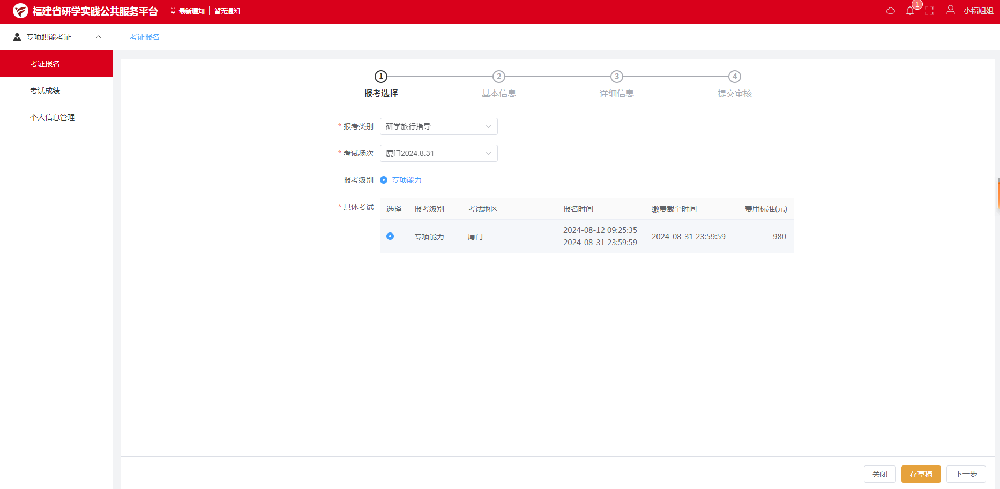 福建省研学实践公共服务平台 最新通知 暂无通知 1 小福姐姐
专项职能考证 考证报名
考证报名
考试成绩
个人信息管理
1 2 3 4
报考选择 基本信息 详细信息 提交审核
* 报考类别 研学旅行指导
* 考试场次 厦门2024.8.31
报考级别 专项能力
* 具体考试
选择 报考级别 考试地区 报名时间 缴费截至时间 费用标准(元)
专项能力 厦门 2024-08-12 09:25:35
2024-08-31 23:59:59 2024-08-31 23:59:59 980
关闭 存草稿 下一步